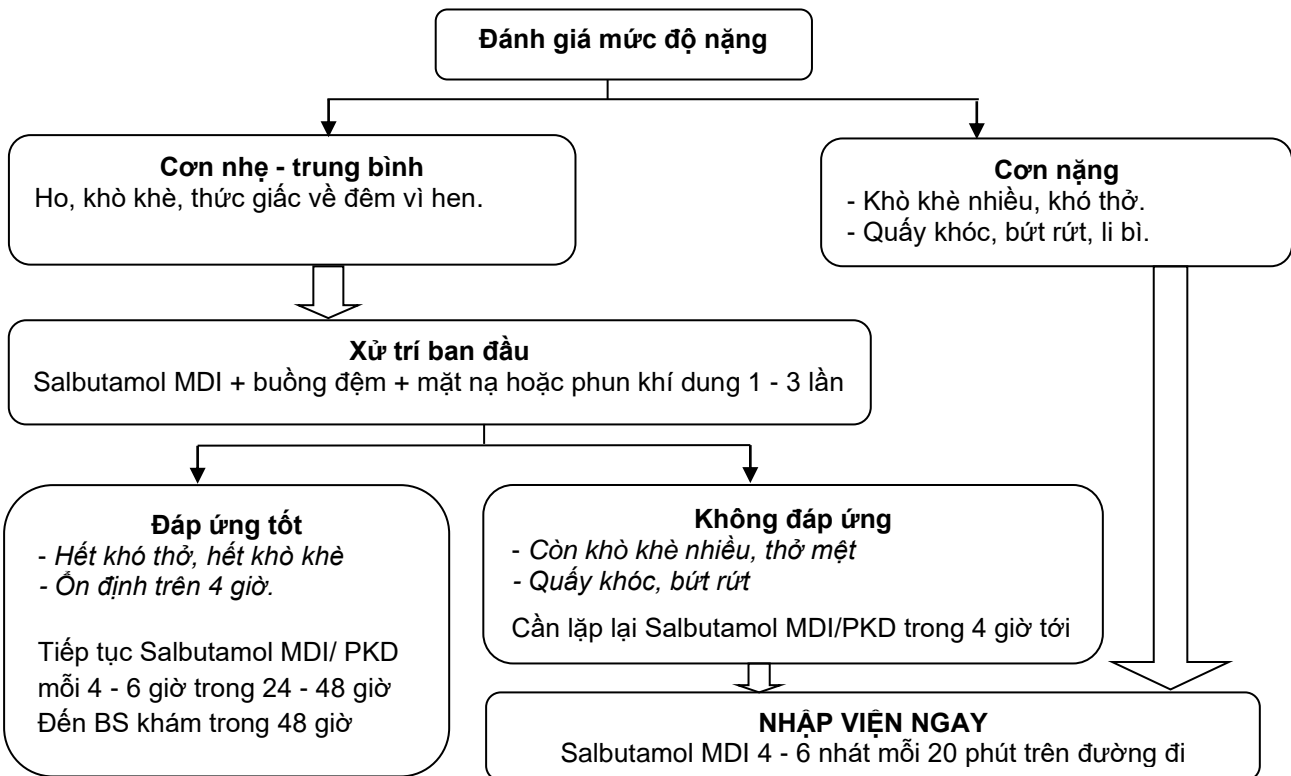 Đánh giá mức độ nặng
Cơn nhẹ - trung bình
Ho, khò khè, thức giấc về đêm vì hen.
Cơn nặng
- Khò khè nhiều, khó thở.
- Quấy khóc, bứt rứt, li bì.
Xử trí ban đầu
Salbutamol MDI + buồng đệm + mặt nạ hoặc phun khí dung 1 - 3 lần
Đáp ứng tốt
- Hết khó thở, hết khò khè
- Ổn định trên 4 giờ.
Tiếp tục Salbutamol MDI/ PKD
mỗi 4 - 6 giờ trong 24 - 48 giờ
Đến BS khám trong 48 giờ
Không đáp ứng
- Còn khò khè nhiều, thở mệt
- Quấy khóc, bứt rứt
Cần lặp lại Salbutamol MDI/PKD trong 4 giờ tới
NHẬP VIỆN NGAY
Salbutamol MDI 4 - 6 nhát mỗi 20 phút trên đường đi